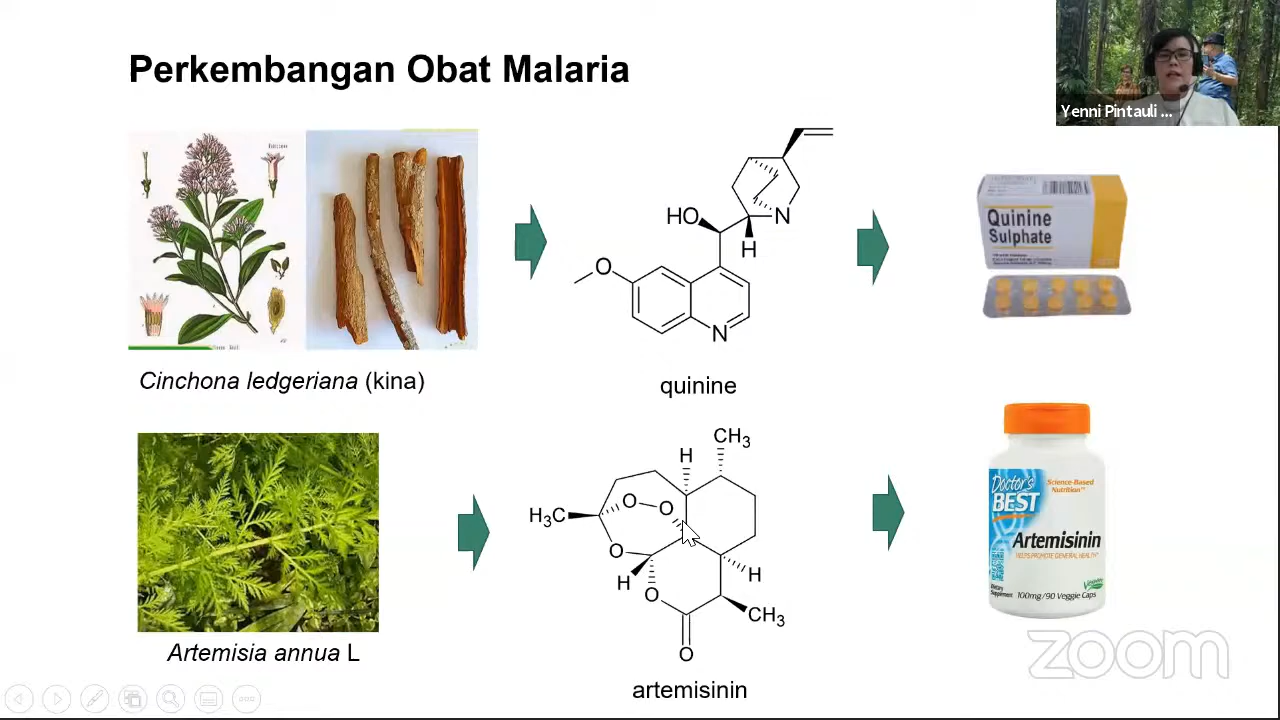 Perkembangan Obat Malaria
Yenni Pintauli ...
HO
N
H
O
N
Quinine
Sulphate
Cinchona ledgeriana (kina)
quinine
CH3
H
O
O
H3C
O
H
H
O
CH3
O
Doctor's
BEST
Science-Based
Nutrition™
Artemisinin
HELPS PROMOTE GENERAL HEALTH*
Dietary
Supplement
100mg/90 Veggie Caps
Artemisia annua L
artemisinin
zoom